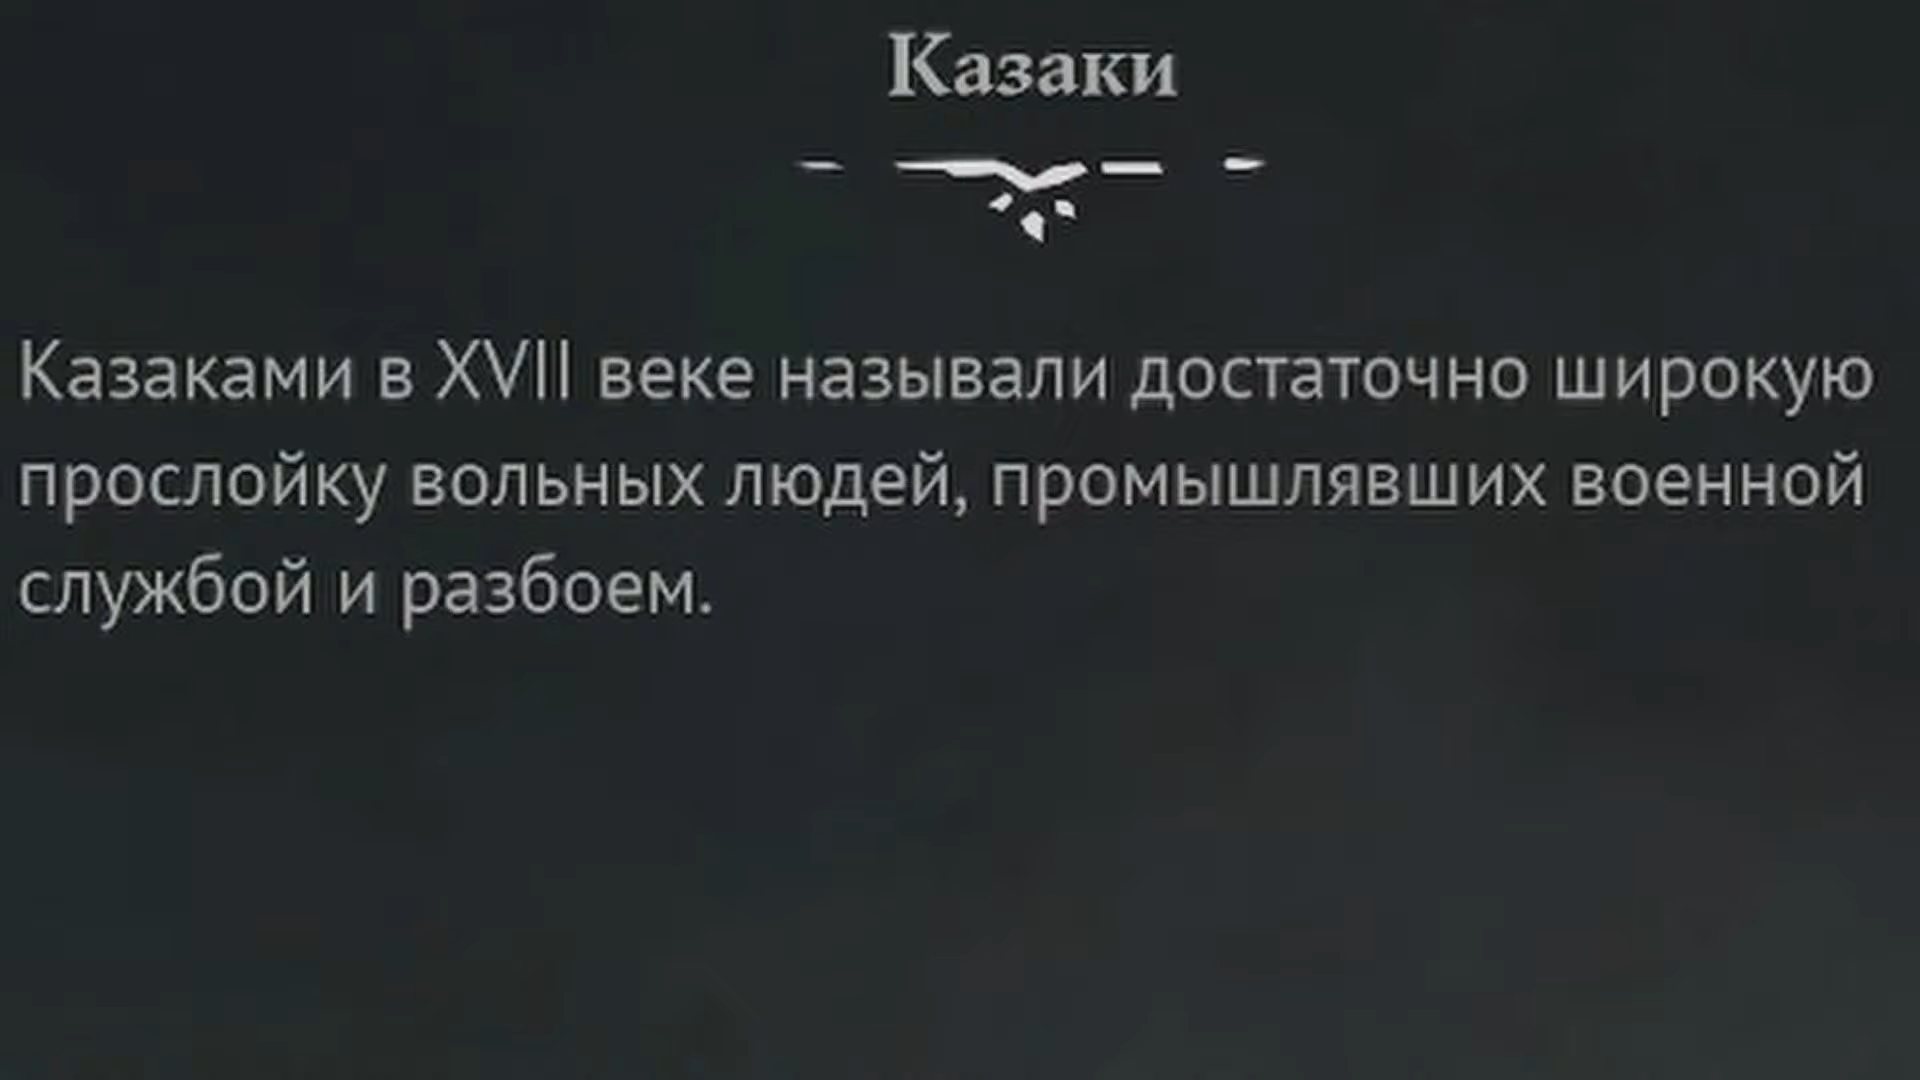 Казаки
Казаками в XVII веке называли достаточно широкую
прослойку вольных людей, промышлявших военной
службой и разбоем.